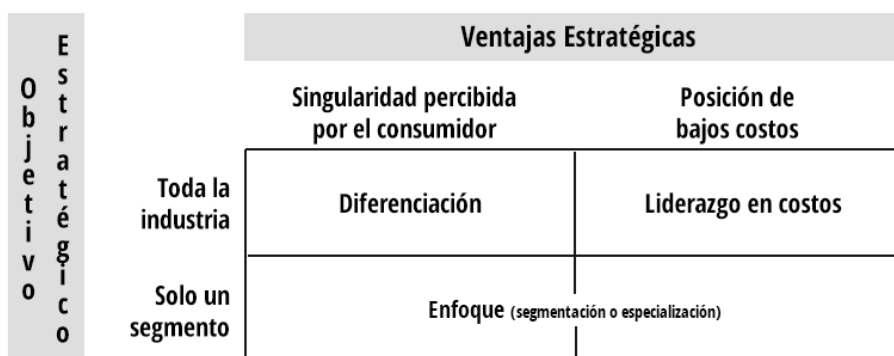 Objetivo
Estratégico
Ventajas Estratégicas
Singularidad percibida
por el consumidor
Posición de
bajos costos
Toda la
industria
Diferenciación
Liderazgo en costos
Solo un
segmento
Enfoque (segmentación o especialización)